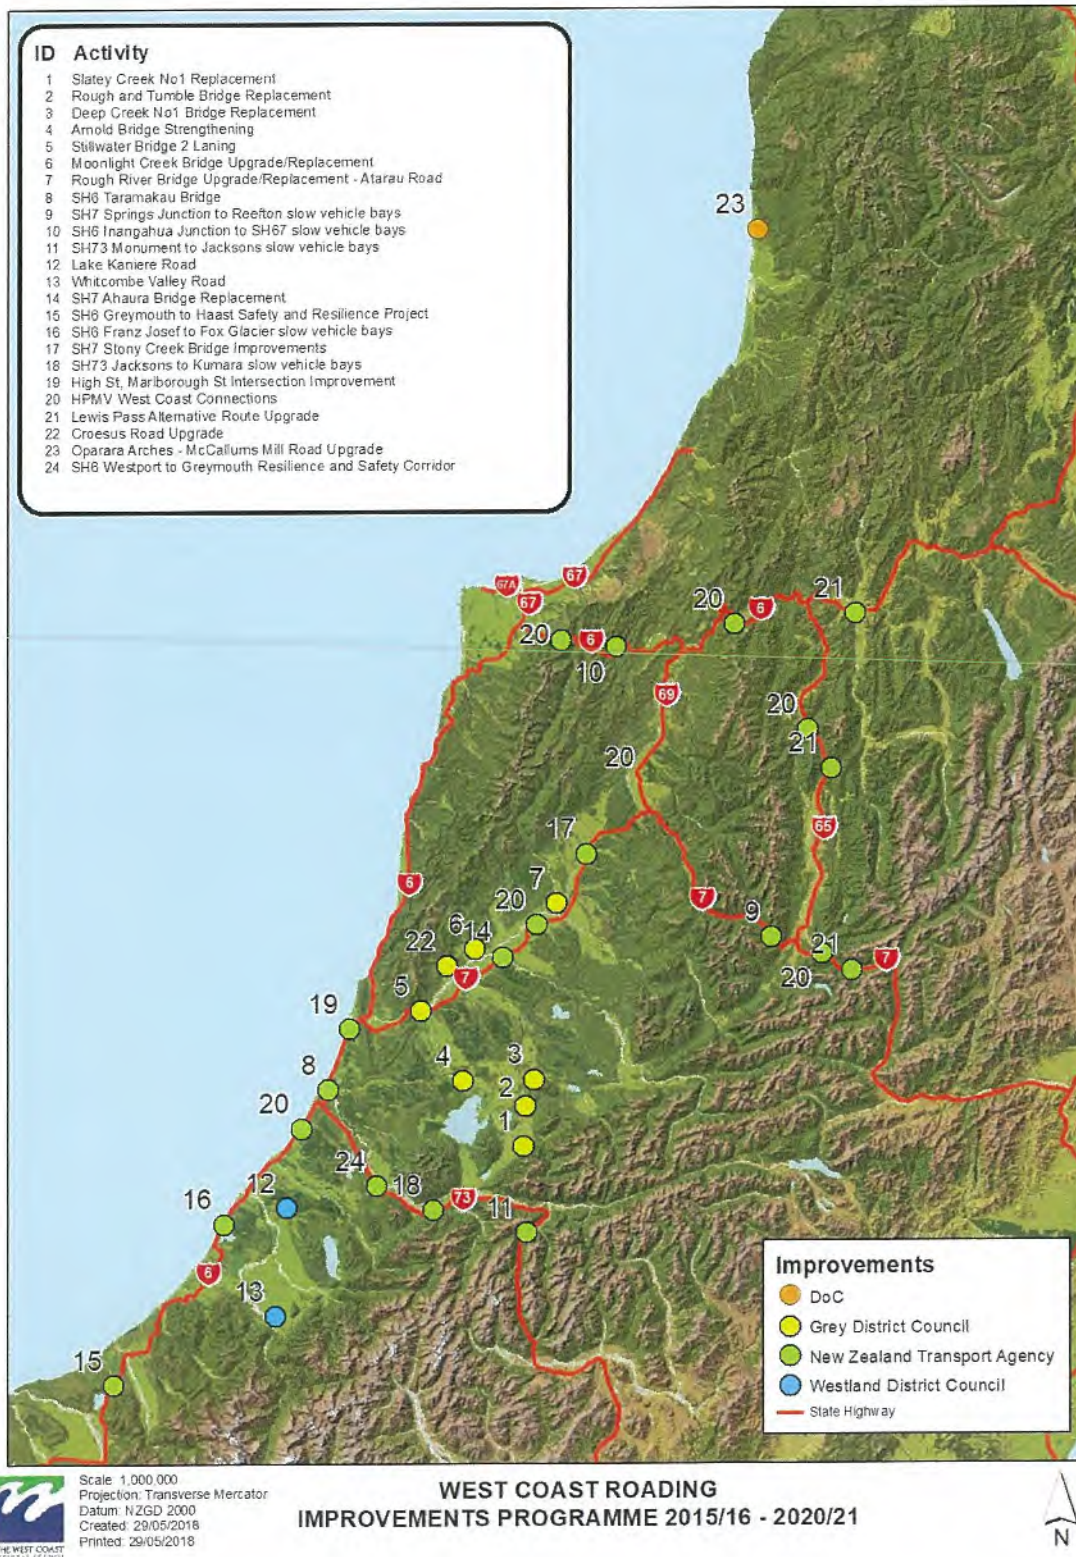 ID Activity
1 Slatey Creek No1 Replacement
2 Rough and Tumble Bridge Replacement
3 Deep Creek No1 Bridge Replacement
4 Arnold Bridge Strengthening
5 Stillwater Bridge 2 Laning
6 Moonlight Creek Bridge Upgrade/Replacement
7 Rough River Bridge Upgrade/Replacement - Atarau Road
8 SH6 Taramakau Bridge
9 SH7 Springs Junction to Reefton slow vehicle bays
10 SH6 Inangahua Junction to SH67 slow vehicle bays
11 SH73 Monument to Jacksons slow vehicle bays
12 Lake Kaniere Road
13 Whitcombe Valley Road
14 SH7 Ahaura Bridge Replacement
15 SH6 Greymouth to Haast Safety and Resilience Project
16 SH6 Franz Josef to Fox Glacier slow vehicle bays
17 SH7 Stony Creek Bridge Improvements
18 SH73 Jacksons to Kumara slow vehicle bays
19 High St, Marlborough St Intersection Improvement
20 HPMV West Coast Connections
21 Lewis Pass Alternative Route Upgrade
22 Croesus Road Upgrade
23 Oparara Arches - McCallums Mill Road Upgrade
24 SH6 Westport to Greymouth Resilience and Safety Corridor
23
67A
67
67
20
6
21
20
6
10
69
20
21
20
65
17
6
7
7
20
9
6
14
22
21
7
20
7
5
19
4
3
8
2
20
1
24
18
73
12
11
16
6
13
15
Improvements
DoC
Grey District Council
New Zealand Transport Agency
Westland District Council
State Highway
Scale: 1,000,000
Projection: Transverse Mercator
Datum: NZGD 2000
Created: 29/05/2018
Printed: 29/05/2018
WEST COAST ROADING
IMPROVEMENTS PROGRAMME 2015/16 - 2020/21
N
THE WEST COAST